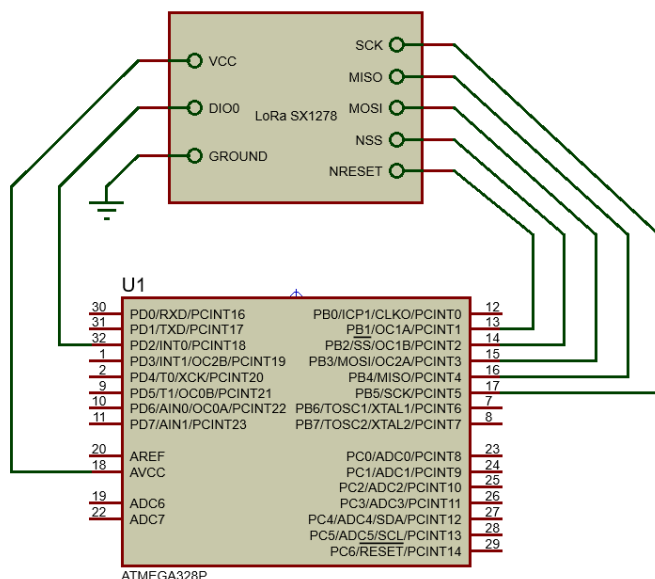 VCC
DIO0
GROUND
LoRa SX1278
SCK
MISO
MOSI
NSS
NRESET
U1
30 PD0/RXD/PCINT16
31 PD1/TXD/PCINT17
32 PD2/INT0/PCINT18
1 PD3/INT1/OC2B/PCINT19
2 PD4/T0/XCK/PCINT20
9 PD5/T1/OC0B/PCINT21
10 PD6/AIN0/OC0A/PCINT22
11 PD7/AIN1/PCINT23
20 AREF
18 AVCC
19 ADC6
22 ADC7
PB0/ICP1/CLKO/PCINT0 12
PB1/OC1A/PCINT1 13
PB2/SS/OC1B/PCINT2 14
PB3/MOSI/OC2A/PCINT3 15
PB4/MISO/PCINT4 16
PB5/SCK/PCINT5 17
PB6/TOSC1/XTAL1/PCINT6 7
PB7/TOSC2/XTAL2/PCINT7 8
PC0/ADC0/PCINT8 23
PC1/ADC1/PCINT9 24
PC2/ADC2/PCINT10 25
PC3/ADC3/PCINT11 26
PC4/ADC4/SDA/PCINT12 27
PC5/ADC5/SCL/PCINT13 28
PC6/RESET/PCINT14 29
ATMEGA328P